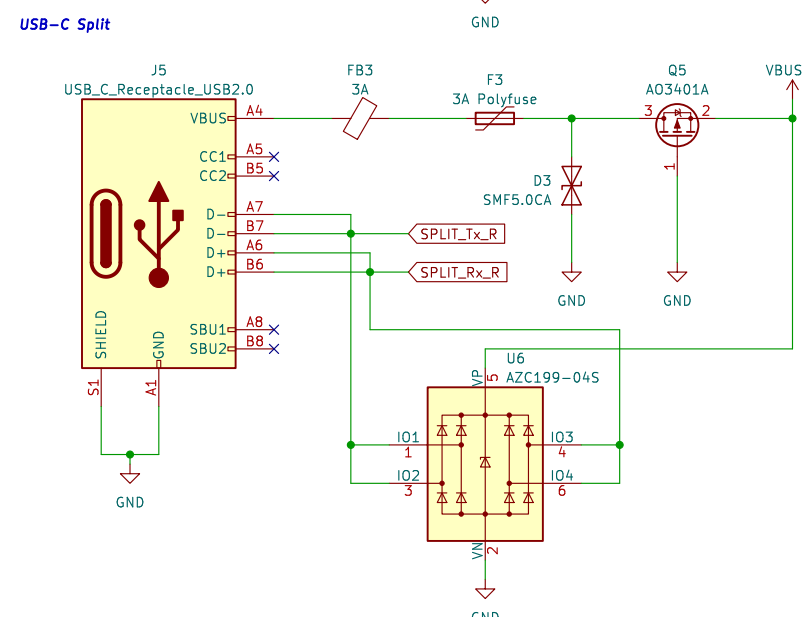 USB-C Split
GND
J5
USB_C_Receptacle_USB2.0
FB3
3A
F3
3A Polyfuse
Q5
AO3401A
VBUS
VBUS
A4
3
2
1
CC1
A5
CC2
B5
D3
SMF5.0CA
D-
A7
D-
B7
SPLIT_Tx_R
D+
A6
D+
B6
SPLIT_Rx_R
GND
GND
SHIELD
GND
SBU1
A8
SBU2
B8
S1
A1
U6
AZC199-04S
VP
5
IO1
1
IO2
3
IO3
4
IO4
6
VN
2
GND
GND